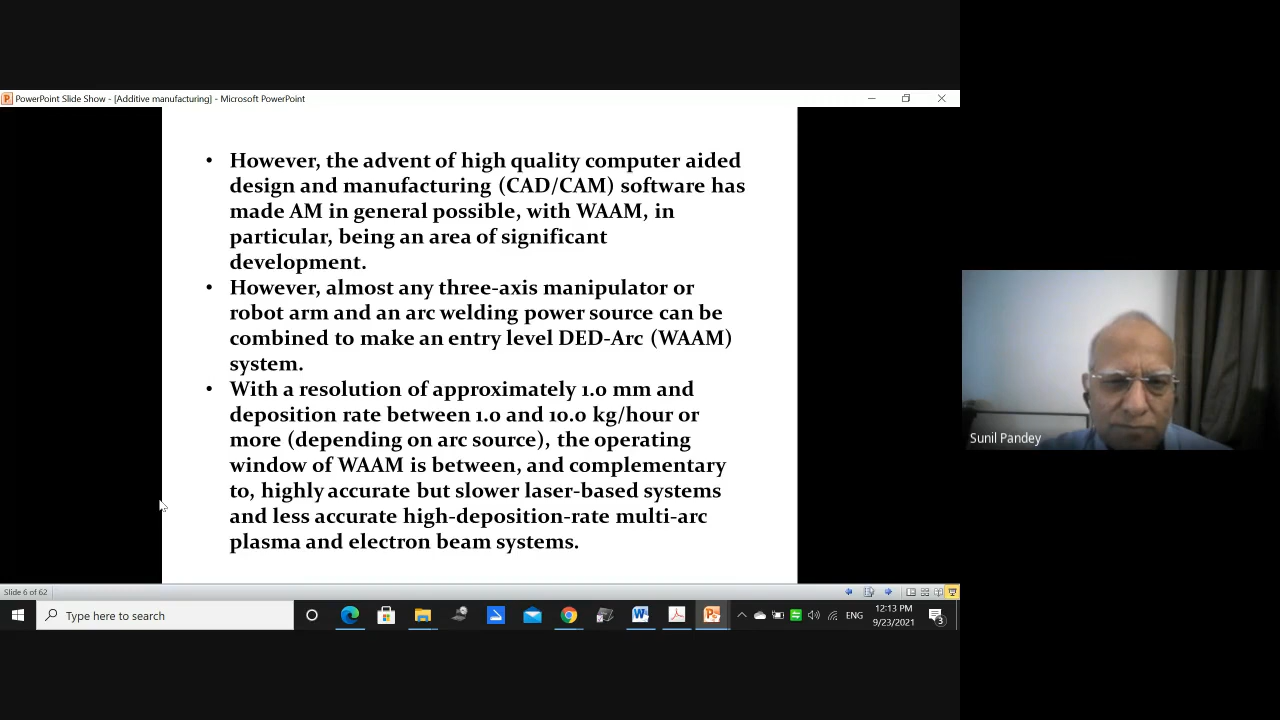 PowerPoint Slide Show - [Additive manufacturing] - Microsoft PowerPoint
• However, the advent of high quality computer aided
design and manufacturing (CAD/CAM) software has
made AM in general possible, with WAAM, in
particular, being an area of significant
development.
• However, almost any three-axis manipulator or
robot arm and an arc welding power source can be
combined to make an entry level DED-Arc (WAAM)
system.
• With a resolution of approximately 1.0 mm and
deposition rate between 1.0 and 10.0 kg/hour or
more (depending on arc source), the operating
window of WAAM is between, and complementary
to, highly accurate but slower laser-based systems
and less accurate high-deposition-rate multi-arc
plasma and electron beam systems.
Sunil Pandey
Slide 6 of 62
Type here to search
ENG
12:13 PM
9/23/2021
3